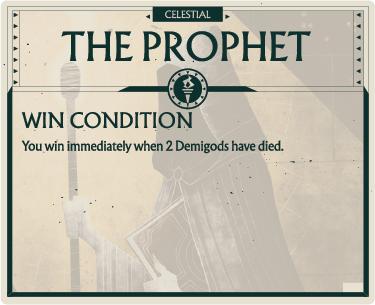 CELESTIAL
THE PROPHET
WIN CONDITION
You win immediately when 2 Demigods have died.